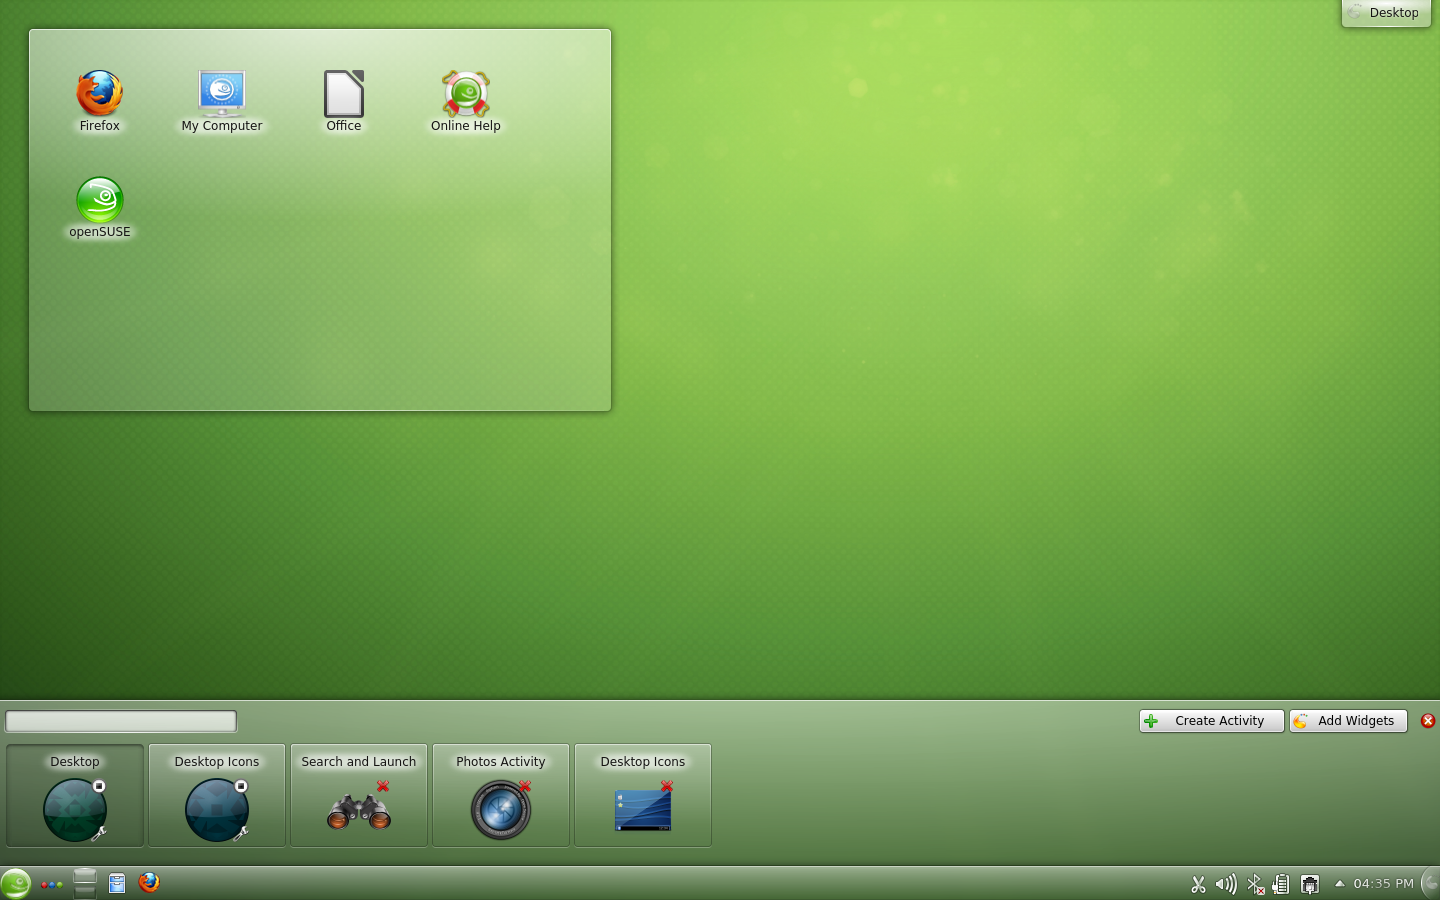 Desktop
Firefox
My Computer
Office
Online Help
openSUSE
Create Activity
Add Widgets
Desktop
Desktop Icons
Search and Launch
Photos Activity
Desktop Icons
04:35 PM